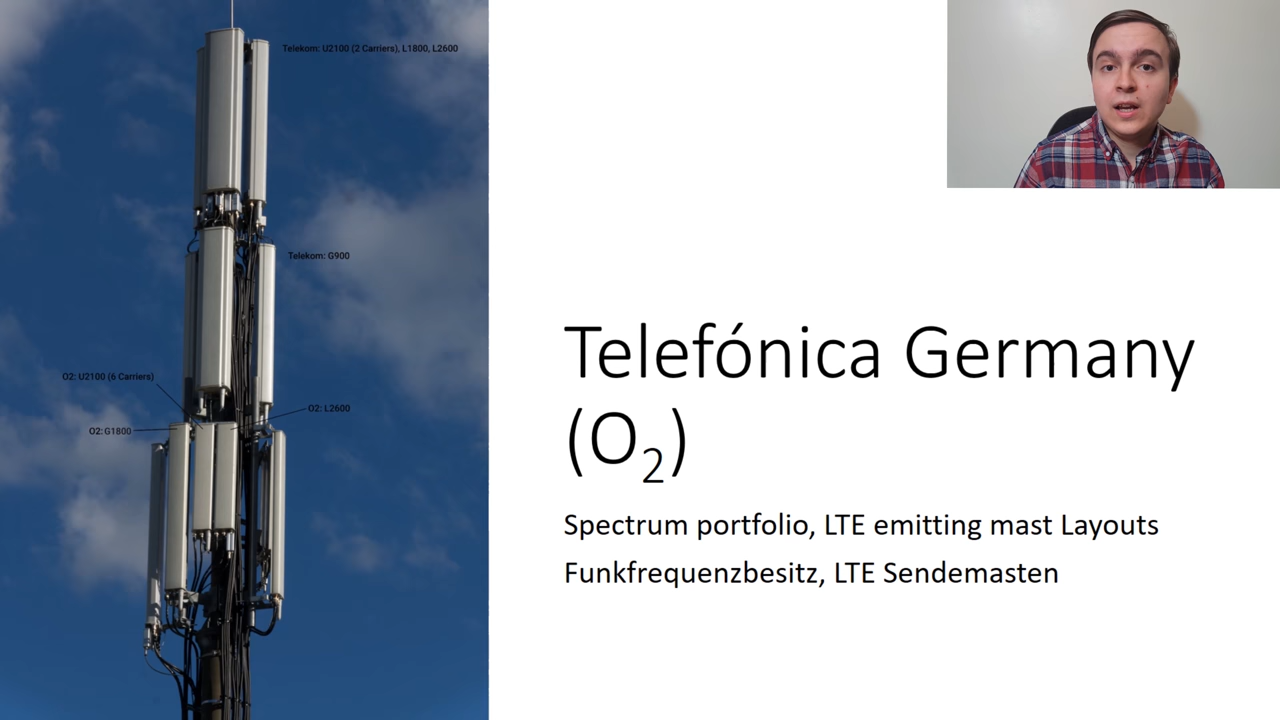 Telekom: U2100 (2 Carriers), L1800, L2600
Telekom: G900
O2: U2100 (6 Carriers)
O2: L2600
O2: G1800
Telefónica Germany
(O₂)
Spectrum portfolio, LTE emitting mast Layouts
Funkfrequenzbesitz, LTE Sendemasten